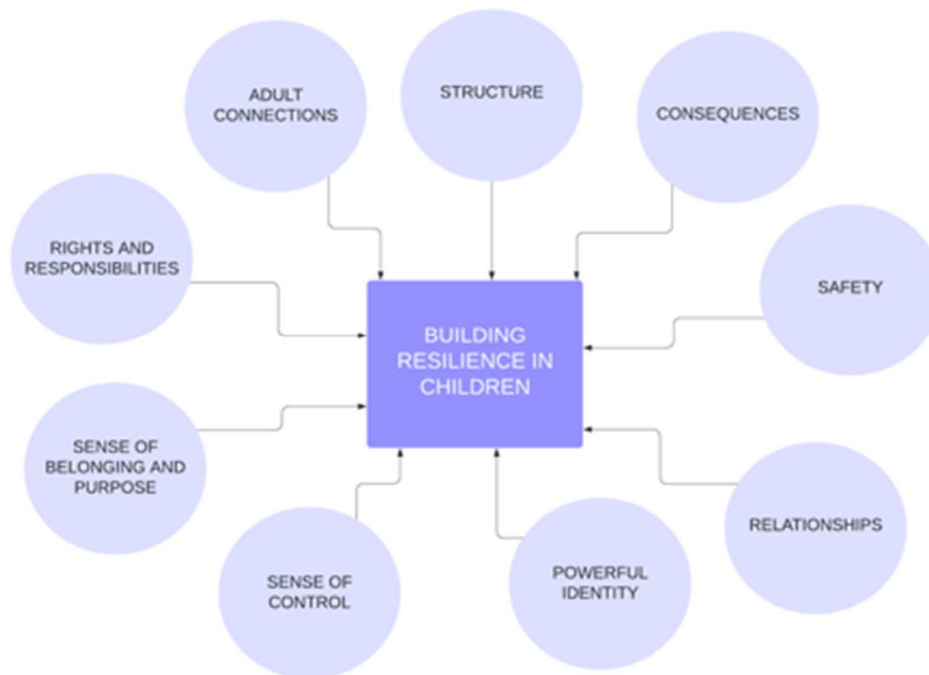 ADULT
CONNECTIONS
STRUCTURE
CONSEQUENCES
RIGHTS AND
RESPONSIBILITIES
SAFETY
BUILDING
RESILIENCE IN
CHILDREN
SENSE OF
BELONGING AND
PURPOSE
RELATIONSHIPS
SENSE OF
CONTROL
POWERFUL
IDENTITY